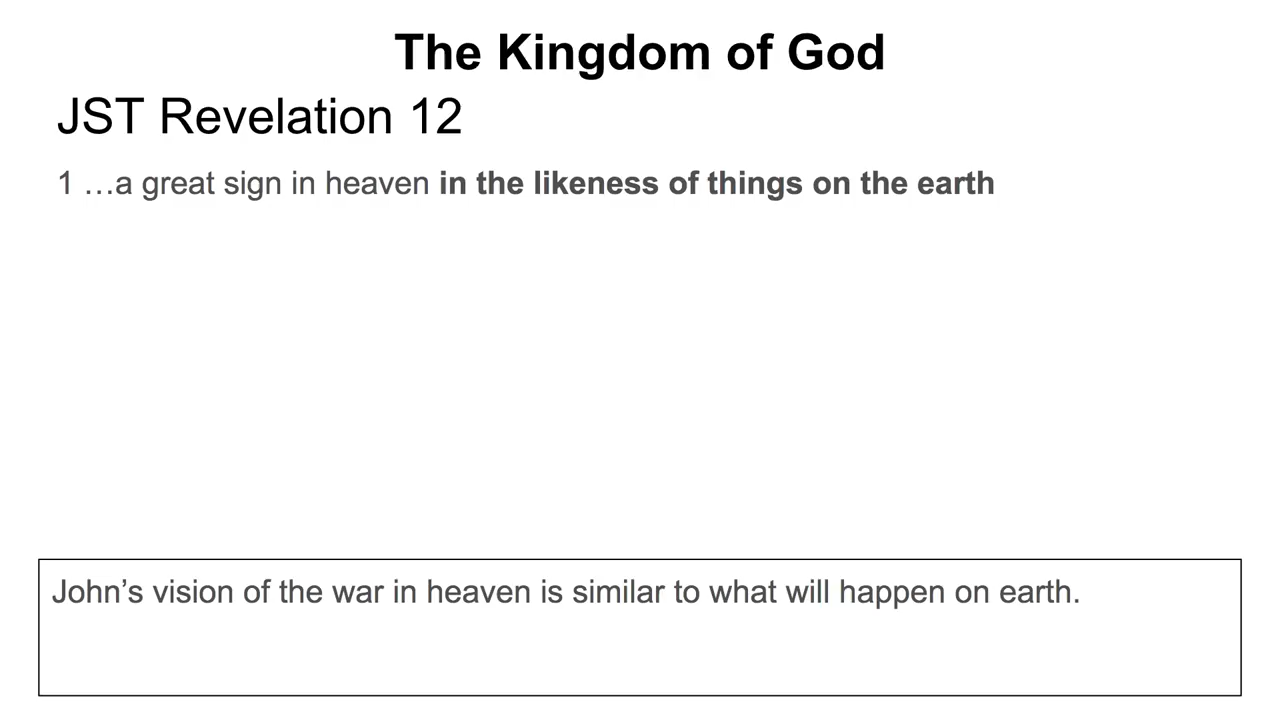 The Kingdom of God
JST Revelation 12
1 …a great sign in heaven in the likeness of things on the earth
John’s vision of the war in heaven is similar to what will happen on earth.